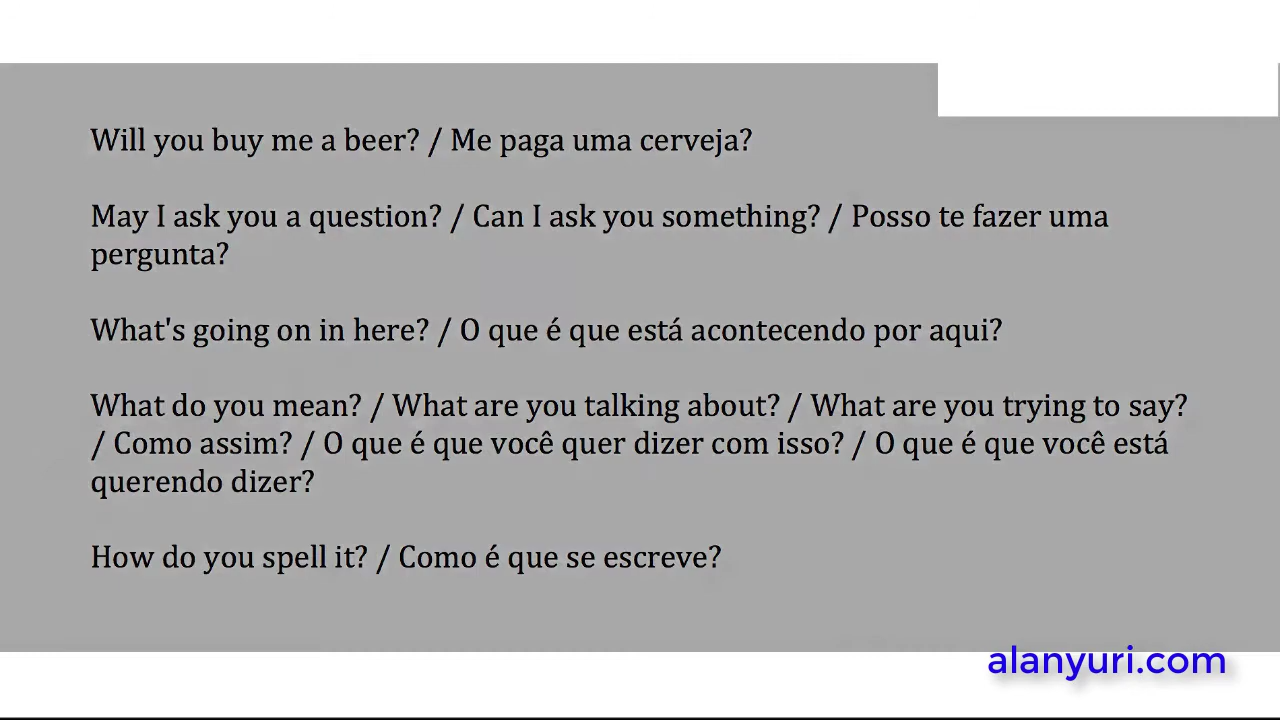 Will you buy me a beer? / Me paga uma cerveja?
May I ask you a question? / Can I ask you something? / Posso te fazer uma
pergunta?
What's going on in here? / O que é que está acontecendo por aqui?
What do you mean? / What are you talking about? / What are you trying to say?
/ Como assim? / O que é que você quer dizer com isso? / O que é que você está
querendo dizer?
How do you spell it? / Como é que se escreve?
alanyuri.com